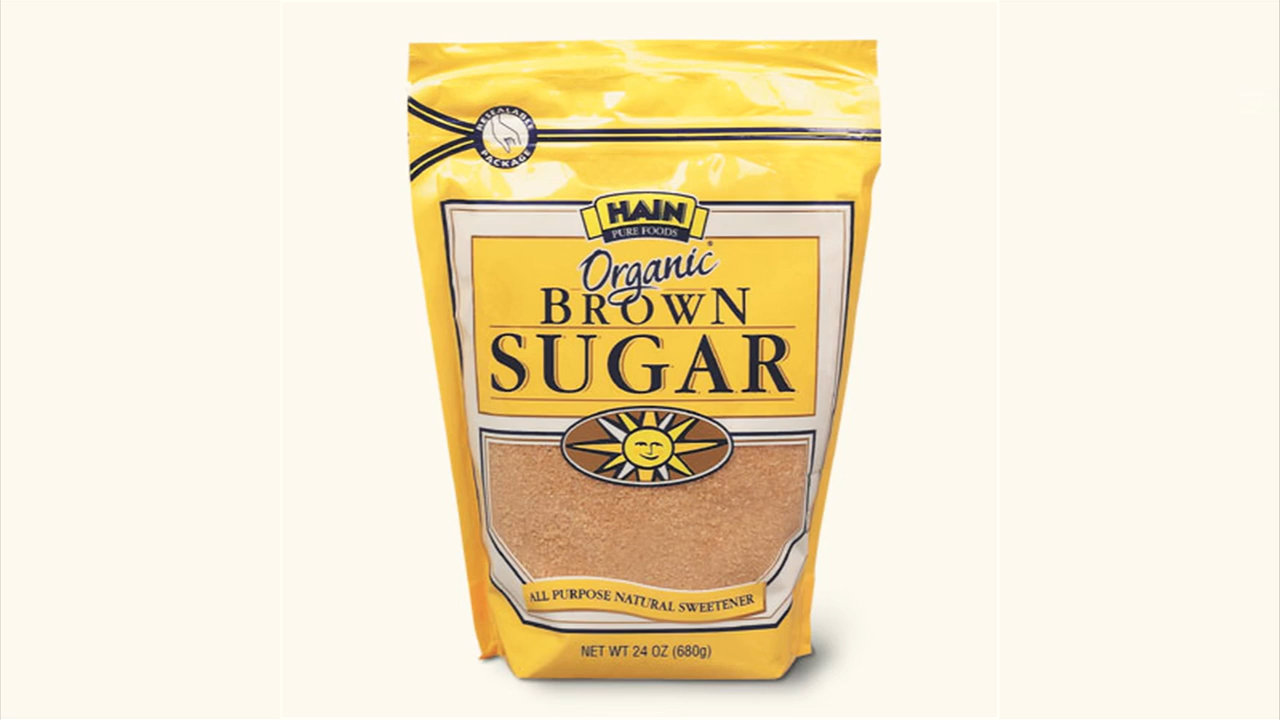 RESEALABLE
PACKAGE
HAIN
PURE FOODS
®
Organic
BROWN
SUGAR
ALL PURPOSE NATURAL SWEETENER
NET WT 24 OZ (680g)